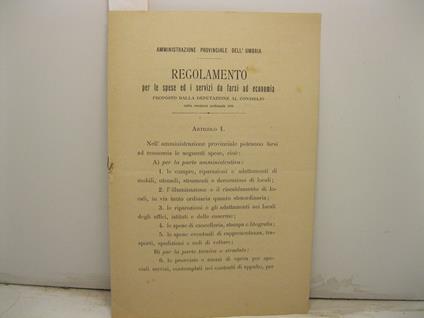 AMMINISTRAZIONE PROVINCIALE DELL' UMBRIA
REGOLAMENTO
per le spese ed i servizi da farsi ad economia
PROPOSTO DALLA DEPUTAZIONE AL CONSIGLIO
nella sessione
ARTICOLO 1.
Nell' amministrazione provinciale potranno farsi
ad economia le seguenti spese, cioè:
A) per la parte amministrativa:
1. le compre, riparazioni e adattamenti di
mobili, utensili, strumenti e decorazione di locali;
2. l'illuminazione e il riscaldamento di lo-
cali, in via tanto ordinaria quanto straordinaria;
3. le riparazioni e gli adattamenti nei locali
degli uffici, istituti e delle caserme;
4. le spese di cancelleria, stampa e litografia;
5. le spese eventuali di rappresentanza, tra-
sporti, spedizioni e noli di vetture;
B) per la parte tecnica o stradale:
6. le provviste e mezzi di opera per spe-
ciali servizi, contemplati nei contratti di appalto, per